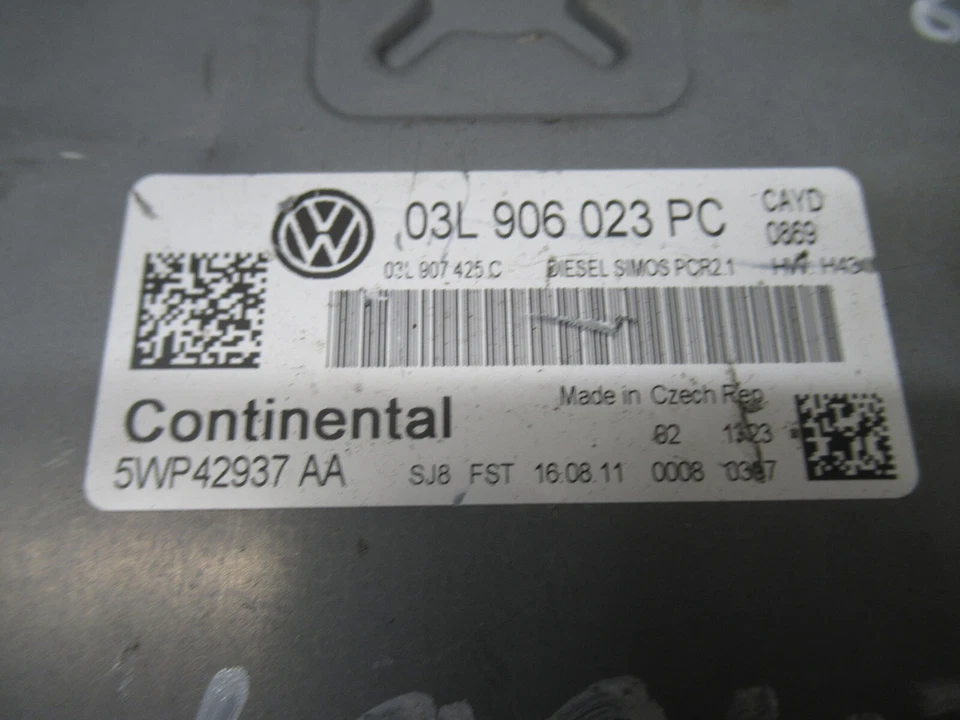 03L 906 023 PC
CAYD
0869
03L 907 425 C DIESEL SIMOS PCR2.1 HW:
Made in Czech Rep
Continental
82 1323
5WP42937 AA SJ8 FST 16.08.11 0008